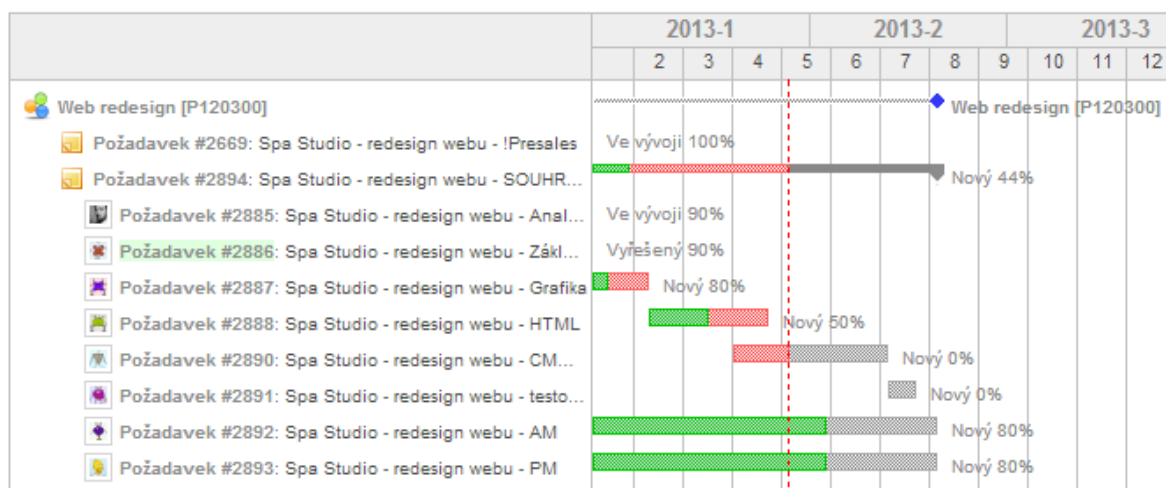 2013-1 2013-2 2013-3
2 3 4 5 6 7 8 9 10 11 12
Web redesign [P120300] Web redesign [P120300]
Požadavek #2669: Spa Studio - redesign webu - !Presales Ve vývoji 100%
Požadavek #2894: Spa Studio - redesign webu - SOUHR... Nový 44%
Požadavek #2885: Spa Studio - redesign webu - Anal... Ve vývoji 90%
Požadavek #2886: Spa Studio - redesign webu - Zákl... Vyřešený 90%
Požadavek #2887: Spa Studio - redesign webu - Grafika Nový 80%
Požadavek #2888: Spa Studio - redesign webu - HTML Nový 50%
Požadavek #2890: Spa Studio - redesign webu - CM... Nový 0%
Požadavek #2891: Spa Studio - redesign webu - testo... Nový 0%
Požadavek #2892: Spa Studio - redesign webu - AM Nový 80%
Požadavek #2893: Spa Studio - redesign webu - PM Nový 80%